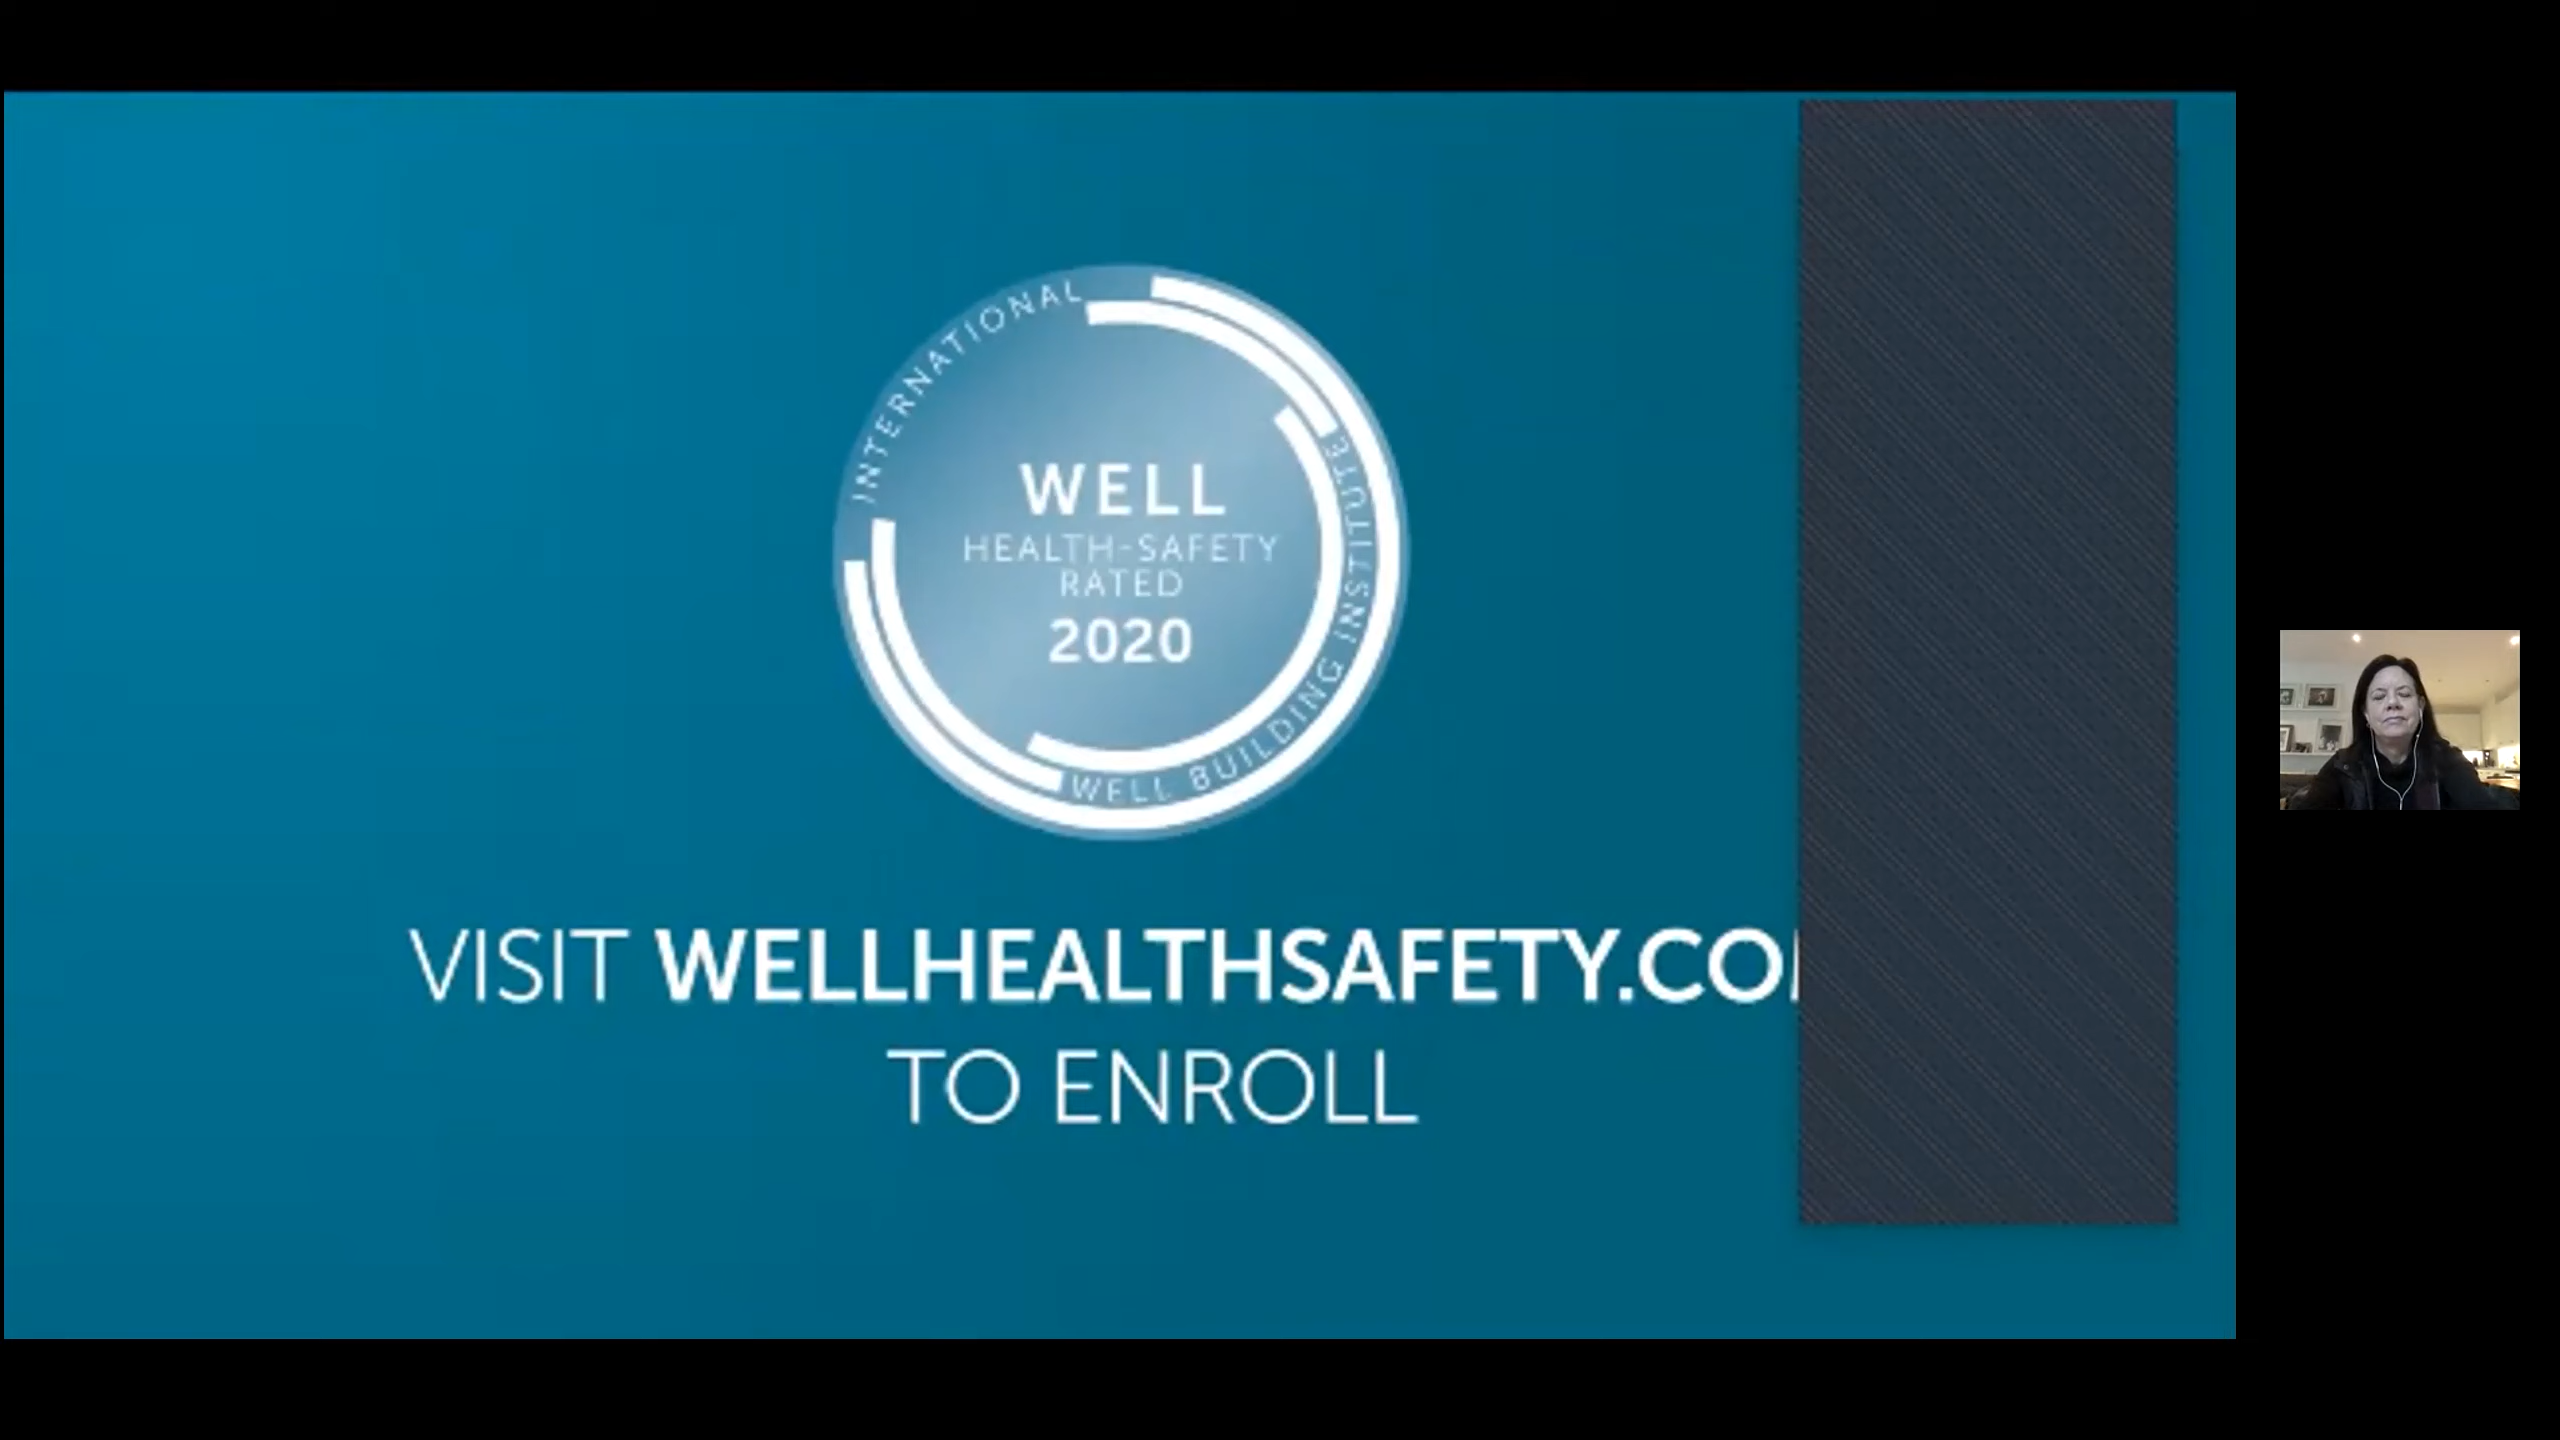 INTERNATIONAL
WELL BUILDING INSTITUTE
WELL
HEALTH-SAFETY
RATED
2020
VISIT WELLHEALTHSAFETY.CO
TO ENROLL